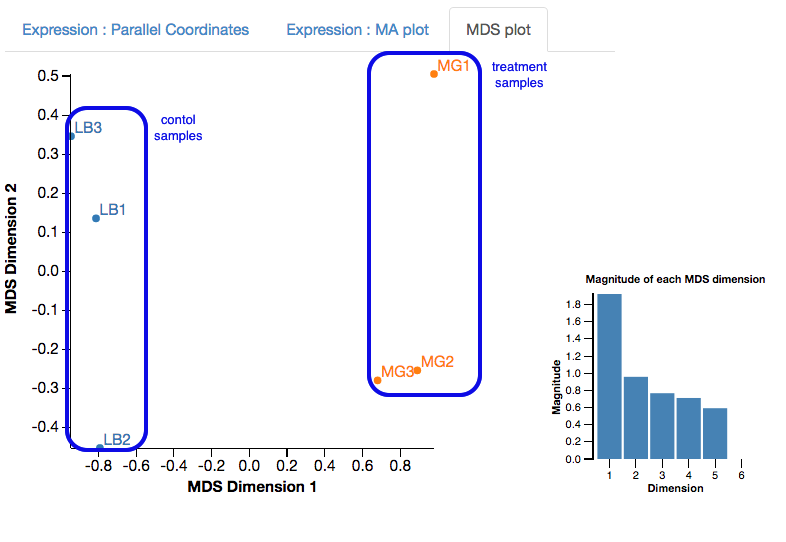 Expression : Parallel Coordinates
Expression : MA plot
MDS plot
MG1
treatment
samples
0.5
0.4
0.3
0.2
0.1
0.0
-0.1
-0.2
-0.3
-0.4
MDS Dimension 2
LB3
contol
samples
LB1
MG2
MG3
LB2
-0.8
-0.6
-0.4
-0.2
0.0
0.2
0.4
0.6
0.8
MDS Dimension 1
Magnitude of each MDS dimension
1.8
1.6
1.4
1.2
1.0
0.8
0.6
0.4
0.2
0.0
Magnitude
1
2
3
4
5
6
Dimension